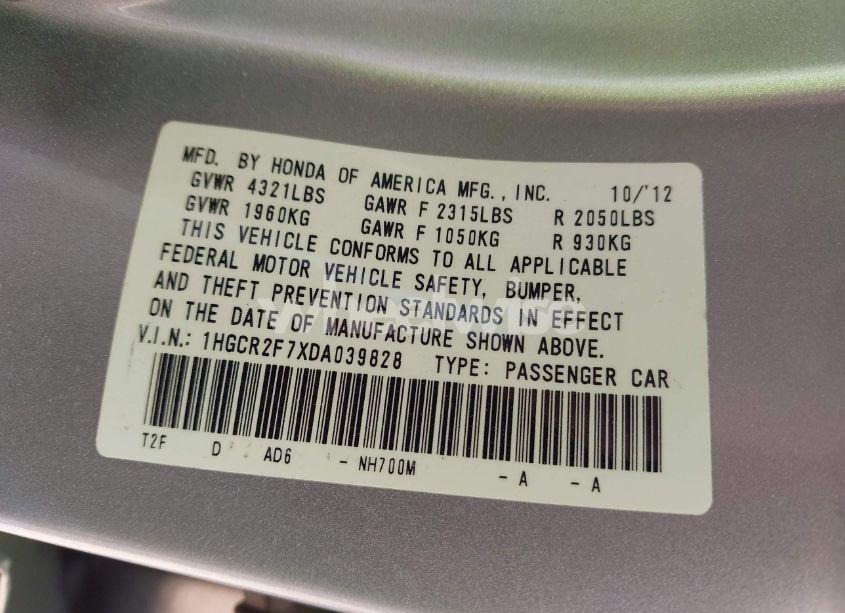 MFD. BY HONDA OF AMERICA MFG., INC. 10/'12
GVWR 4321LBS GAWR F 2315LBS R 2050LBS
GVWR 1960KG GAWR F 1050KG R 930KG
THIS VEHICLE CONFORMS TO ALL APPLICABLE
FEDERAL MOTOR VEHICLE SAFETY, BUMPER,
AND THEFT PREVENTION STANDARDS IN EFFECT
ON THE DATE OF MANUFACTURE SHOWN ABOVE.
V.I.N.: 1HGCR2F7XDA039828 TYPE: PASSENGER CAR
T2F D AD6 - NH700M - A - A